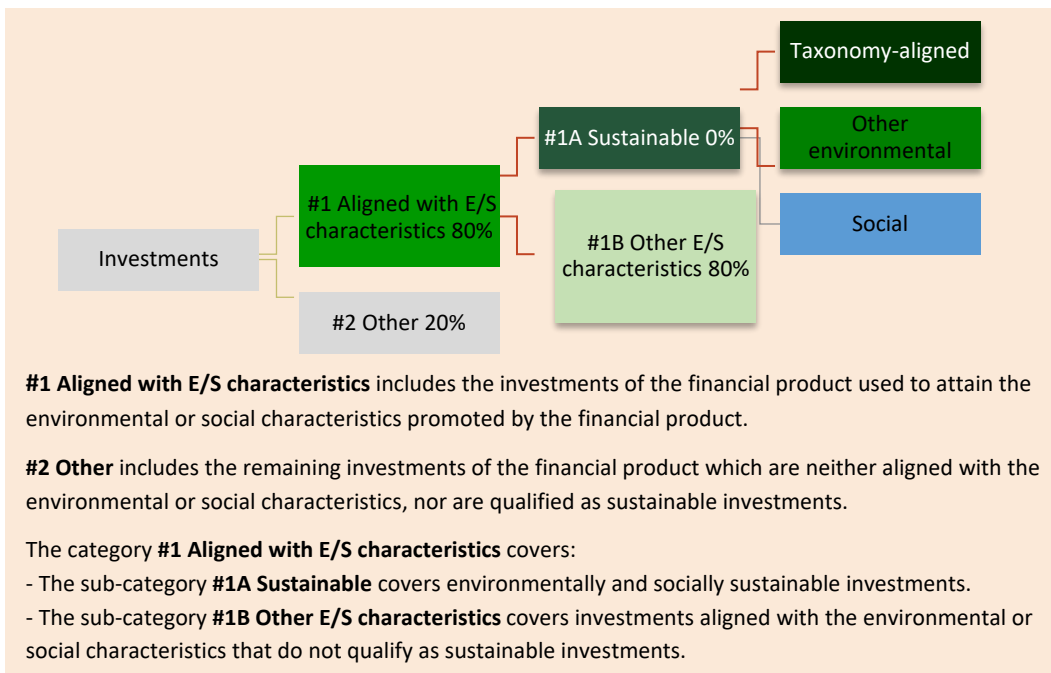 Taxonomy-aligned
#1A Sustainable 0%
Other
environmental
#1 Aligned with E/S
characteristics 80%
Social
#1B Other E/S
characteristics 80%
Investments
#2 Other 20%
#1 Aligned with E/S characteristics includes the investments of the financial product used to attain the
environmental or social characteristics promoted by the financial product.
#2 Other includes the remaining investments of the financial product which are neither aligned with the
environmental or social characteristics, nor are qualified as sustainable investments.
The category #1 Aligned with E/S characteristics covers:
- The sub-category #1A Sustainable covers environmentally and socially sustainable investments.
- The sub-category #1B Other E/S characteristics covers investments aligned with the environmental or
social characteristics that do not qualify as sustainable investments.